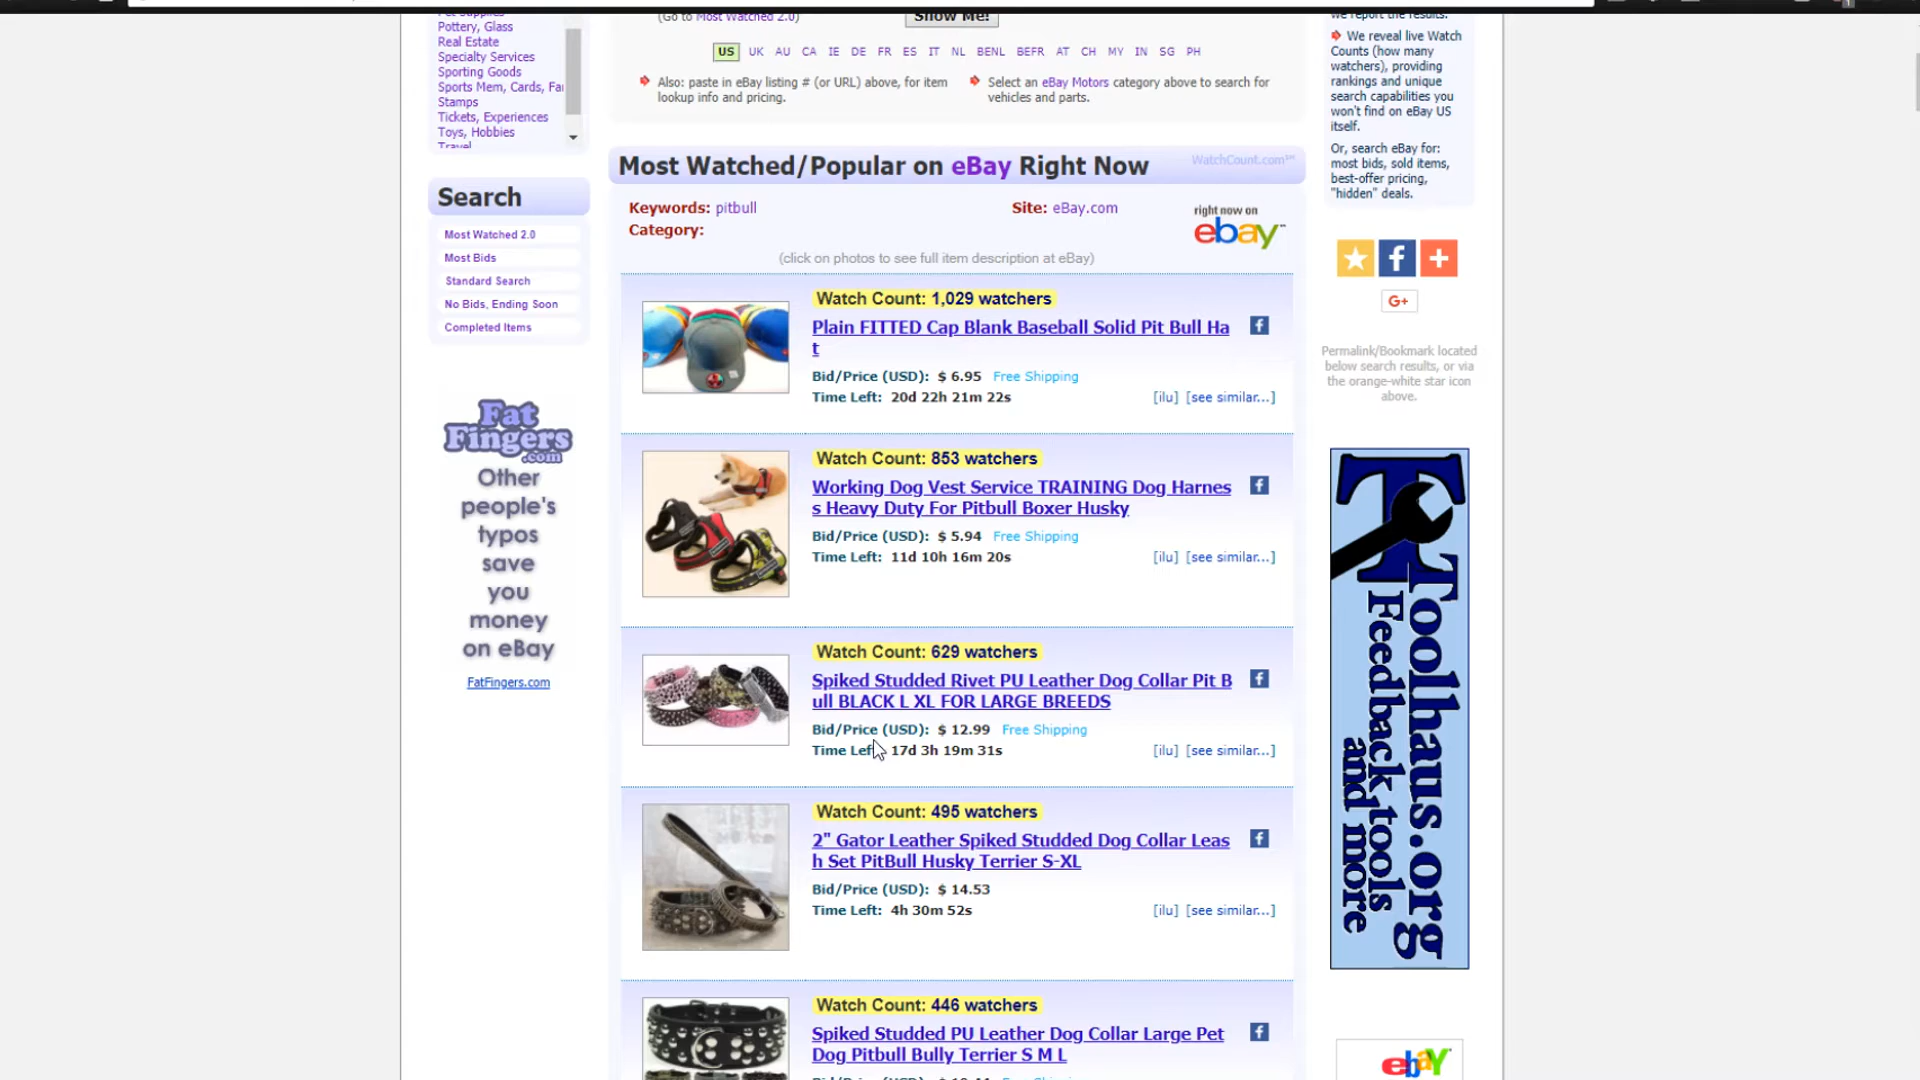 Pottery, Glass
Real Estate
Specialty Services
Sporting Goods
Sports Mem, Cards, Fa
Stamps
Tickets, Experiences
Toys, Hobbies
Travel
Search
Most Watched 2.0
Most Bids
Standard Search
No Bids, Ending Soon
Completed Items
Fat
Fingers
.com
Other
people's
typos
save
you
money
on eBay
FatFingers.com
(Go to Most Watched 2.0)
Show Me!
US UK AU CA IE DE FR ES IT NL BENL BEFR AT CH MY IN SG PH
Also: paste in eBay listing # (or URL) above, for item
lookup info and pricing.
Select an eBay Motors category above to search for
vehicles and parts.
Most Watched/Popular on eBay Right Now
WatchCount.com℠
Keywords: pitbull
Site: eBay.com
Category:
right now on
ebay™
(click on photos to see full item description at eBay)
Watch Count: 1,029 watchers
Plain FITTED Cap Blank Baseball Solid Pit Bull Ha
t
Bid/Price (USD): $ 6.95 Free Shipping
Time Left: 20d 22h 21m 22s
[ilu] [see similar...]
Watch Count: 853 watchers
Working Dog Vest Service TRAINING Dog Harnes
s Heavy Duty For Pitbull Boxer Husky
Bid/Price (USD): $ 5.94 Free Shipping
Time Left: 11d 10h 16m 20s
[ilu] [see similar...]
Watch Count: 629 watchers
Spiked Studded Rivet PU Leather Dog Collar Pit B
ull BLACK L XL FOR LARGE BREEDS
Bid/Price (USD): $ 12.99 Free Shipping
Time Left: 17d 3h 19m 31s
[ilu] [see similar...]
Watch Count: 495 watchers
2" Gator Leather Spiked Studded Dog Collar Leas
h Set PitBull Husky Terrier S-XL
Bid/Price (USD): $ 14.53
Time Left: 4h 30m 52s
[ilu] [see similar...]
Watch Count: 446 watchers
Spiked Studded PU Leather Dog Collar Large Pet
Dog Pitbull Bully Terrier S M L
we report the results.
We reveal live Watch
Counts (how many
watchers), providing
rankings and unique
search capabilities you
won't find on eBay US
itself.
Or, search eBay for:
most bids, sold items,
best-offer pricing,
"hidden" deals.
G+
Permalink/Bookmark located
below search results, or via
the orange-white star icon
above.
Toolhaus.org
Feedback tools
and more
ebay